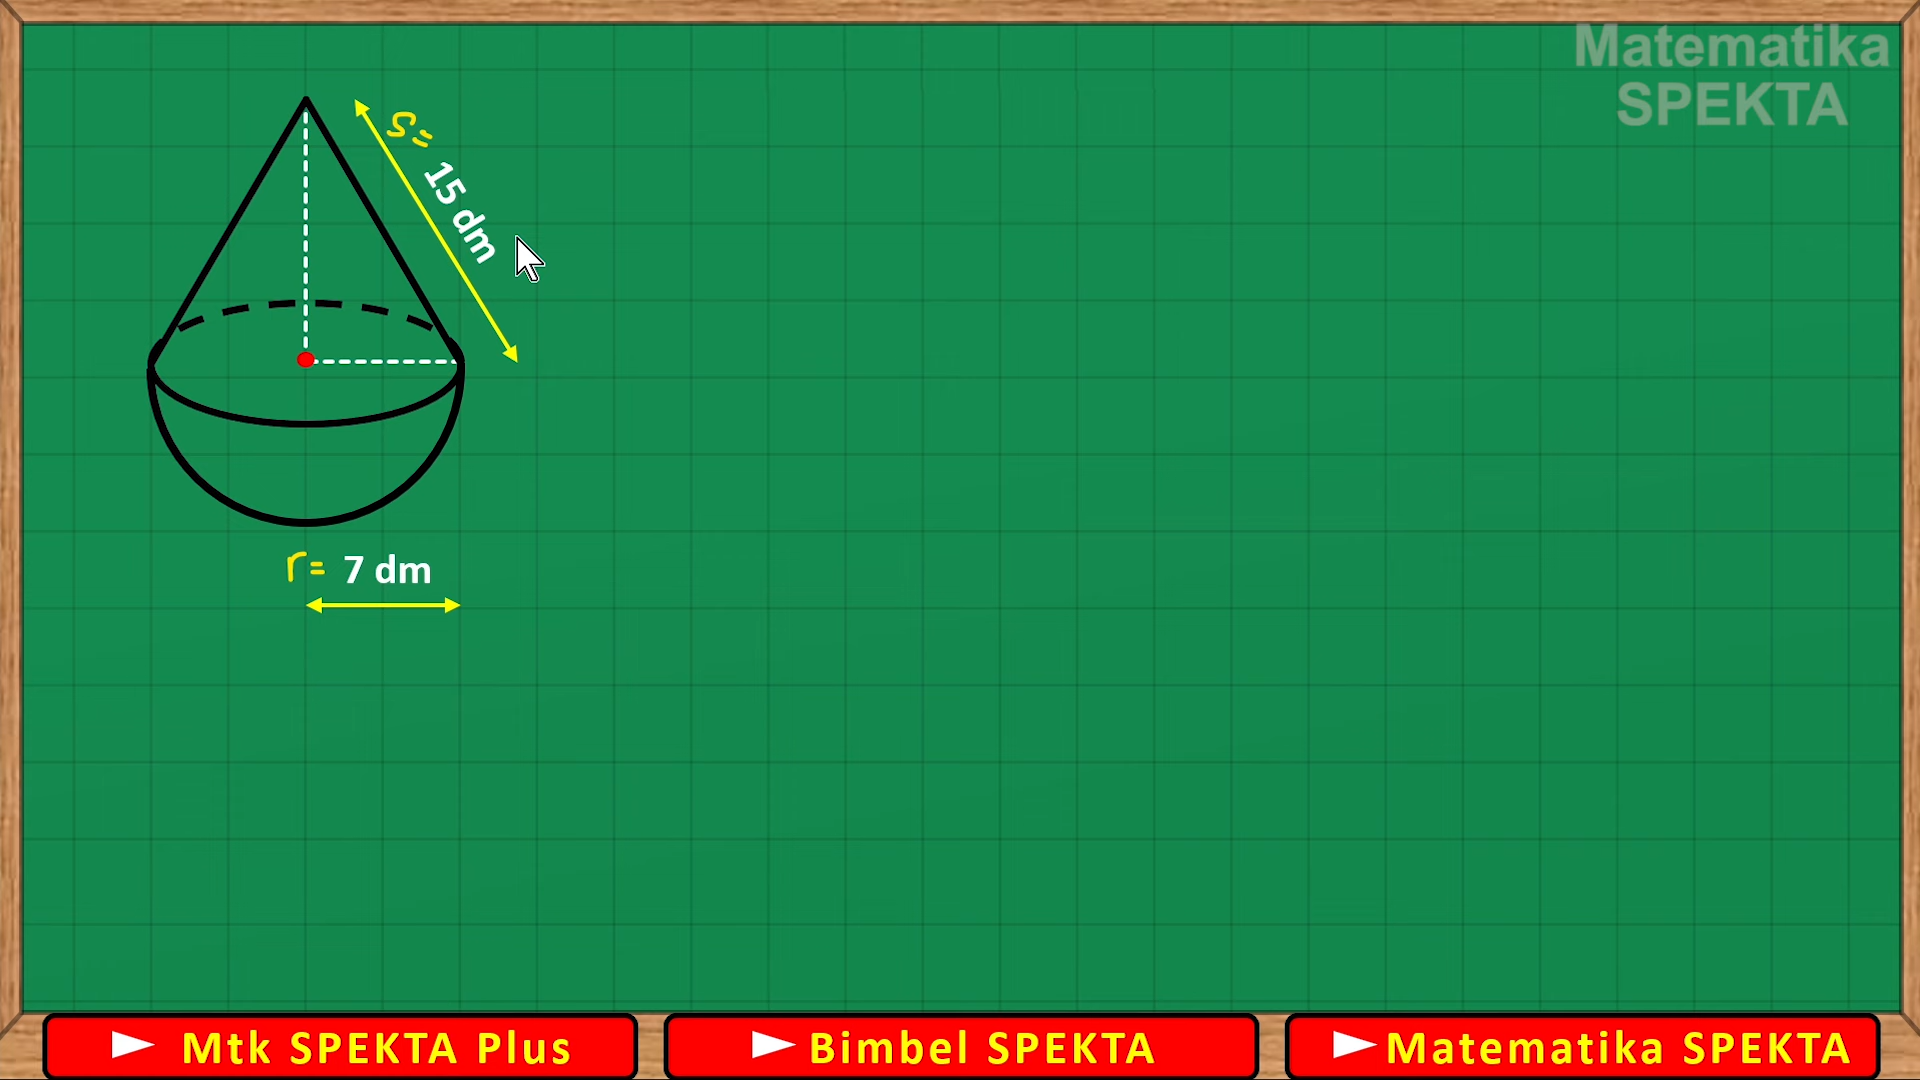 Matematika
SPEKTA
s= 15 dm
r= 7 dm
Mtk SPEKTA Plus
Bimbel SPEKTA
Matematika SPEKTA